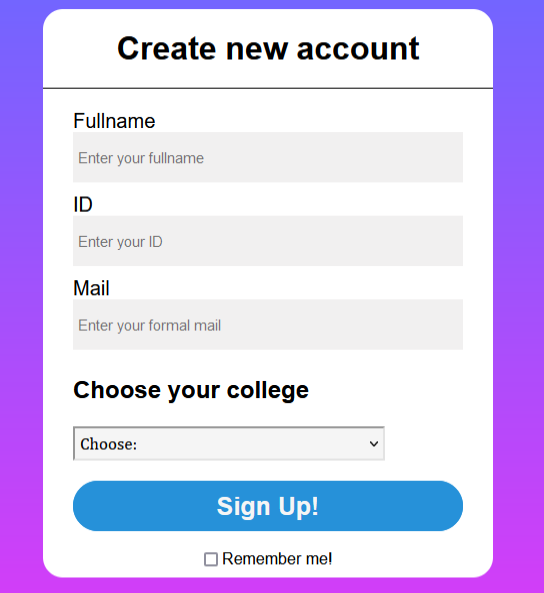 Create new account
Fullname
Enter your fullname
ID
Enter your ID
Mail
Enter your formal mail
Choose your college
Choose:
Sign Up!
Remember me!